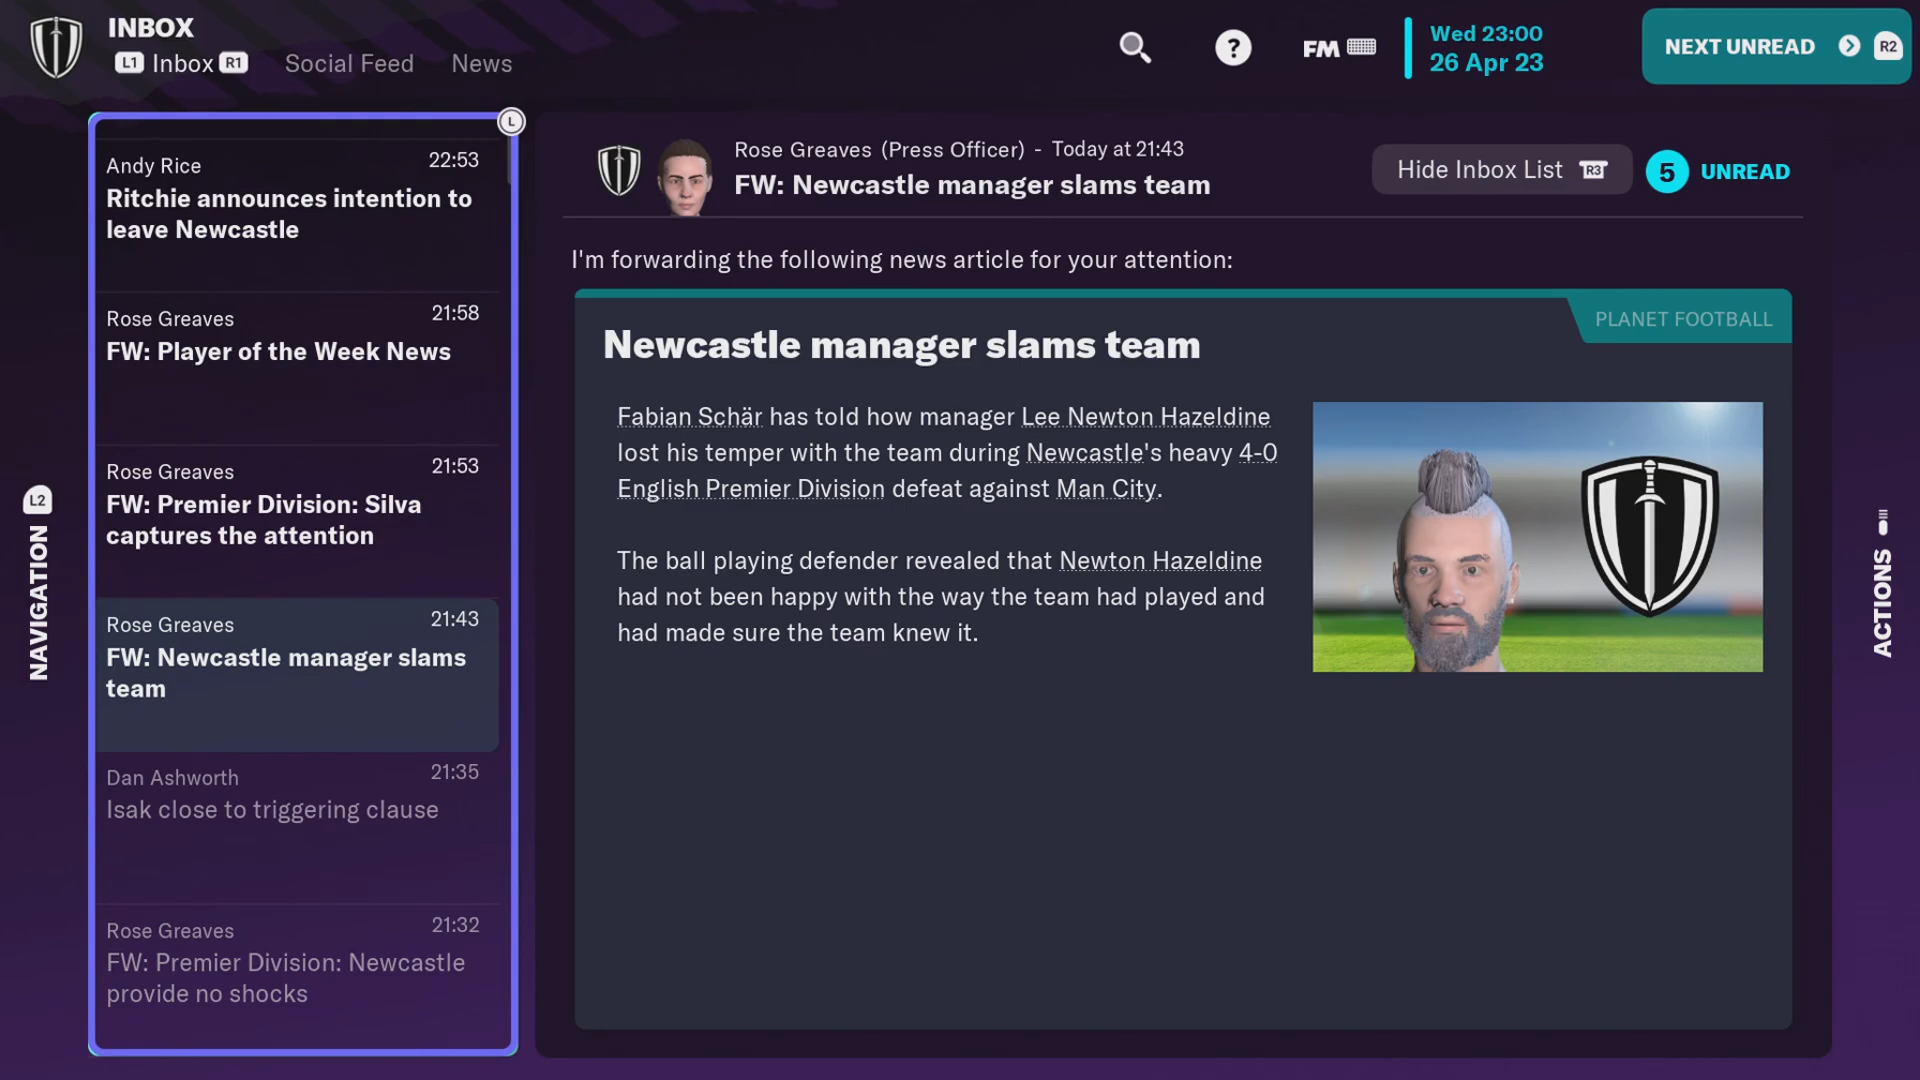 INBOX
L1 Inbox R1 Social Feed News
?
FM
Wed 23:00
26 Apr 23
NEXT UNREAD R2
L
Andy Rice 22:53
Ritchie announces intention to
leave Newcastle
Rose Greaves 21:58
FW: Player of the Week News
Rose Greaves 21:53
FW: Premier Division: Silva
captures the attention
Rose Greaves 21:43
FW: Newcastle manager slams
team
Dan Ashworth 21:35
Isak close to triggering clause
Rose Greaves 21:32
FW: Premier Division: Newcastle
provide no shocks
L2
NAVIGATION
Rose Greaves (Press Officer) - Today at 21:43
FW: Newcastle manager slams team
Hide Inbox List R3
5 UNREAD
I'm forwarding the following news article for your attention:
PLANET FOOTBALL
Newcastle manager slams team
Fabian Schär has told how manager Lee Newton Hazeldine
lost his temper with the team during Newcastle's heavy 4-0
English Premier Division defeat against Man City.
The ball playing defender revealed that Newton Hazeldine
had not been happy with the way the team had played and
had made sure the team knew it.
ACTIONS